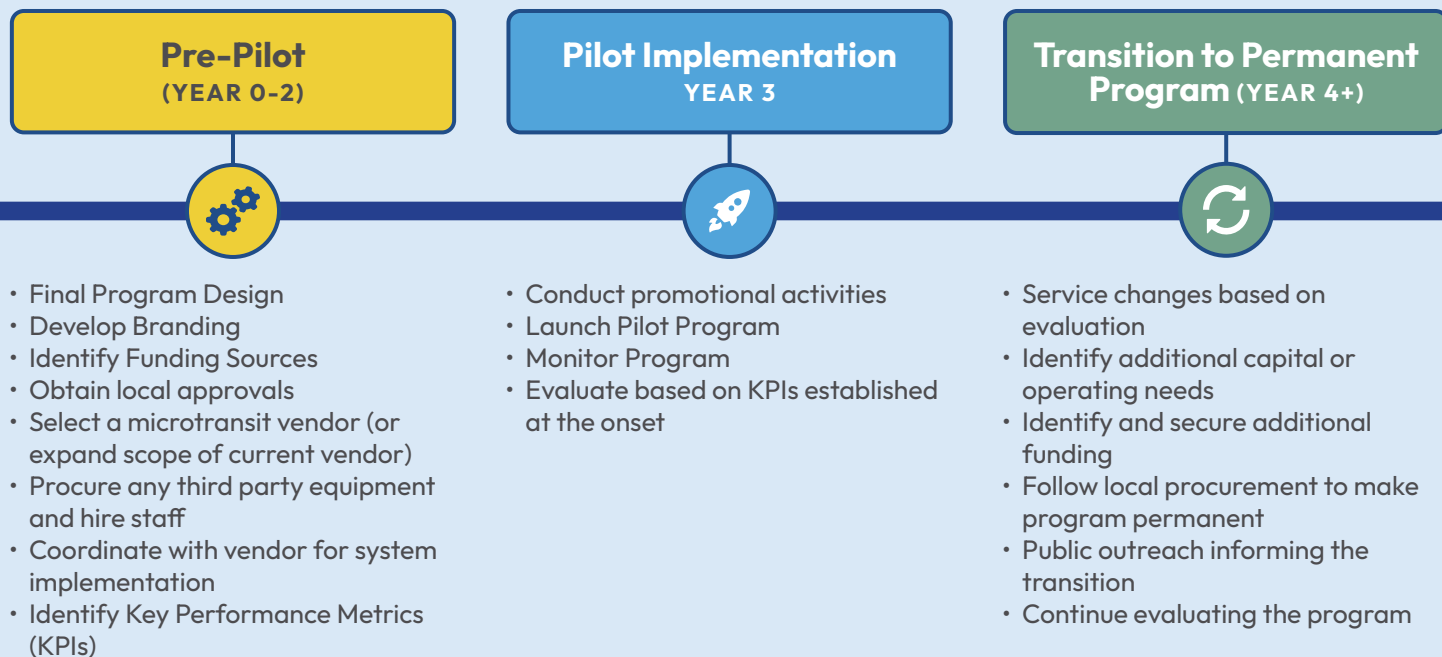 Pre-Pilot
(YEAR 0-2)
• Final Program Design
• Develop Branding
• Identify Funding Sources
• Obtain local approvals
• Select a microtransit vendor (or
expand scope of current vendor)
• Procure any third party equipment
and hire staff
• Coordinate with vendor for system
implementation
• Identify Key Performance Metrics
(KPIs)
Pilot Implementation
YEAR 3
• Conduct promotional activities
• Launch Pilot Program
• Monitor Program
• Evaluate based on KPIs established
at the onset
Transition to Permanent
Program (YEAR 4+)
• Service changes based on
evaluation
• Identify additional capital or
operating needs
• Identify and secure additional
funding
• Follow local procurement to make
program permanent
• Public outreach informing the
transition
• Continue evaluating the program